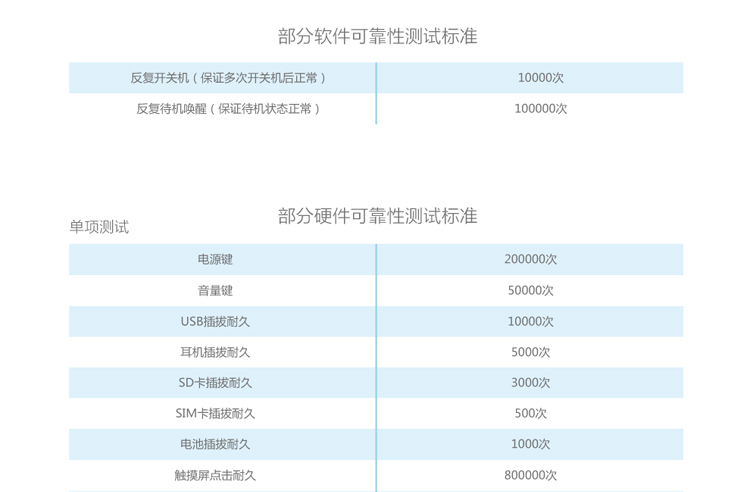 部分软件可靠性测试标准
反复开关机（保证多次开关机后正常） 10000次
反复待机唤醒（保证待机状态正常） 100000次
部分硬件可靠性测试标准
单项测试
电源键 200000次
音量键 50000次
USB插拔耐久 10000次
耳机插拔耐久 5000次
SD卡插拔耐久 3000次
SIM卡插拔耐久 500次
电池插拔耐久 1000次
触摸屏点击耐久 800000次